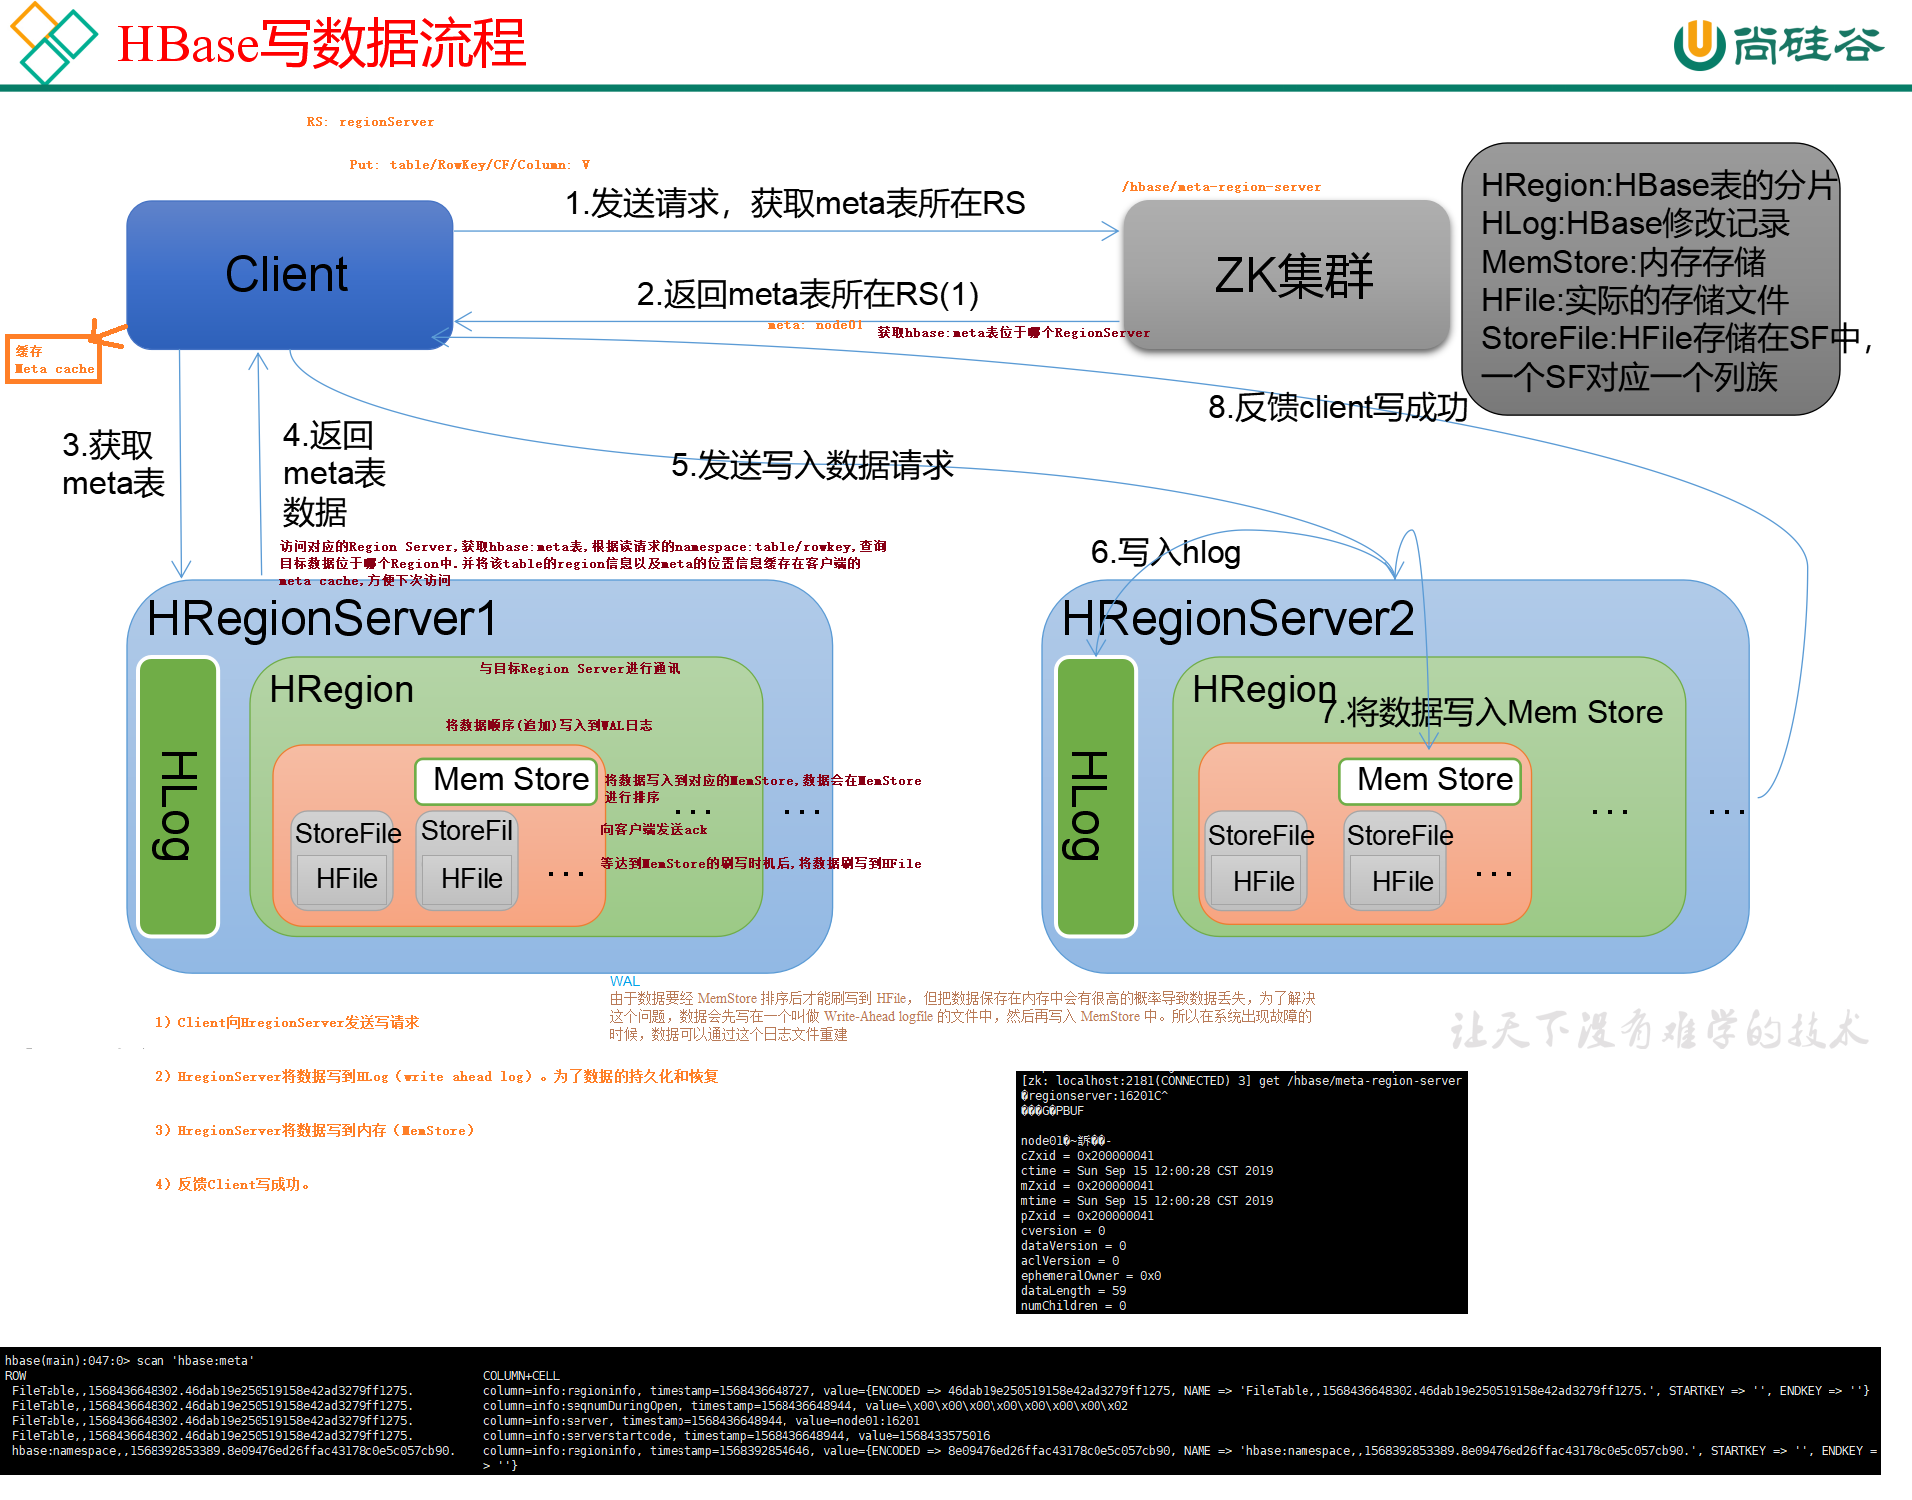 HBase写数据流程
尚硅谷
RS: regionServer
Put: table/RowKey/CF/Column: V
1.发送请求，获取meta表所在RS
/hbase/meta-region-server
Client
ZK集群
2.返回meta表所在RS(1)
meta: node01
获取hbase:meta表位于哪个RegionServer
HRegion:HBase表的分片
HLog:HBase修改记录
MemStore:内存存储
HFile:实际的存储文件
StoreFile:HFile存储在SF中，
一个SF对应一个列族
缓存
Meta cache
8.反馈client写成功
3.获取
meta表
4.返回
meta表
数据
5.发送写入数据请求
访问对应的Region Server,获取hbase:meta表,根据读请求的namespace:table/rowkey,查询
目标数据位于哪个Region中.并将该table的region信息以及meta的位置信息缓存在客户端的
meta cache,方便下次访问
6.写入hlog
HRegionServer1
与目标Region Server进行通讯
HRegion
将数据顺序(追加)写入到WAL日志
HLog
Mem Store
将数据写入到对应的MemStore,数据会在MemStore
进行排序
... ...
StoreFile
StoreFil
向客户端发送ack
HFile
HFile
...
等达到MemStore的刷写时机后,将数据刷写到HFile
HRegionServer2
HRegion
7.将数据写入Mem Store
HLog
Mem Store
... ...
StoreFile
StoreFile
HFile
HFile
...
WAL
由于数据要经 MemStore 排序后才能刷写到 HFile， 但把数据保存在内存中会有很高的概率导致数据丢失，为了解决
这个问题，数据会先写在一个叫做 Write-Ahead logfile 的文件中，然后再写入 MemStore 中。所以在系统出现故障的
时候，数据可以通过这个日志文件重建
让天下没有难学的技术
1）Client向HregionServer发送写请求
2）HregionServer将数据写到HLog（write ahead log）。为了数据的持久化和恢复
3）HregionServer将数据写到内存（MemStore）
4）反馈Client写成功。
[zk: localhost:2181(CONNECTED) 3] get /hbase/meta-region-server
�regionserver:16201C^
���G�PBUF
node01�~訴��-
cZxid = 0x200000041
ctime = Sun Sep 15 12:00:28 CST 2019
mZxid = 0x200000041
mtime = Sun Sep 15 12:00:28 CST 2019
pZxid = 0x200000041
cversion = 0
dataVersion = 0
aclVersion = 0
ephemeralOwner = 0x0
dataLength = 59
numChildren = 0
hbase(main):047:0> scan 'hbase:meta'
ROW COLUMN+CELL
FileTable,,1568436648302.46dab19e250519158e42ad3279ff1275. column=info:regioninfo, timestamp=1568436648727, value={ENCODED => 46dab19e250519158e42ad3279ff1275, NAME => 'FileTable,,1568436648302.46dab19e250519158e42ad3279ff1275.', STARTKEY => '', ENDKEY => ''}
FileTable,,1568436648302.46dab19e250519158e42ad3279ff1275. column=info:seqnumDuringOpen, timestamp=1568436648944, value=\x00\x00\x00\x00\x00\x00\x00\x02
FileTable,,1568436648302.46dab19e250519158e42ad3279ff1275. column=info:server, timestamp=1568436648944, value=node01:16201
FileTable,,1568436648302.46dab19e250519158e42ad3279ff1275. column=info:serverstartcode, timestamp=1568436648944, value=1568433575016
hbase:namespace,,1568392853389.8e09476ed26ffac43178c0e5c057cb90. column=info:regioninfo, timestamp=1568392854646, value={ENCODED => 8e09476ed26ffac43178c0e5c057cb90, NAME => 'hbase:namespace,,1568392853389.8e09476ed26ffac43178c0e5c057cb90.', STARTKEY => '', ENDKEY =
> ''}